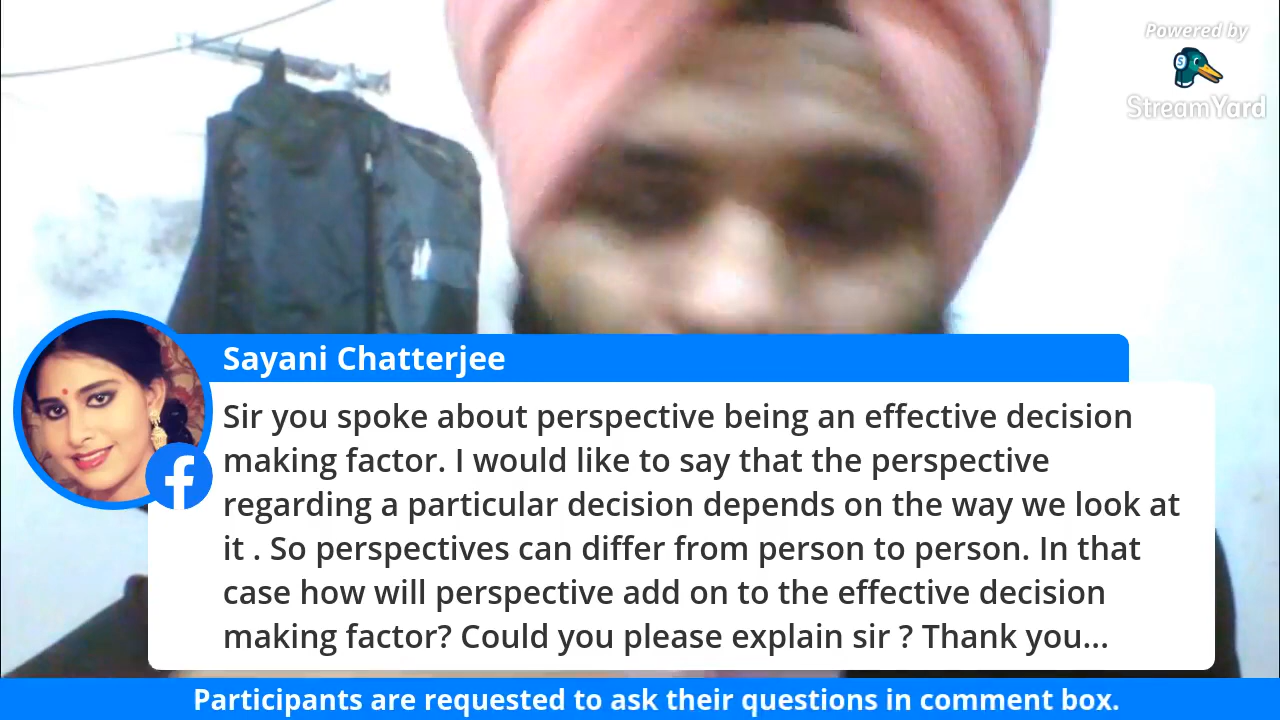 Powered by
StreamYard
Sayani Chatterjee
Sir you spoke about perspective being an effective decision
making factor. I would like to say that the perspective
regarding a particular decision depends on the way we look at
it . So perspectives can differ from person to person. In that
case how will perspective add on to the effective decision
making factor? Could you please explain sir ? Thank you...
Participants are requested to ask their questions in comment box.